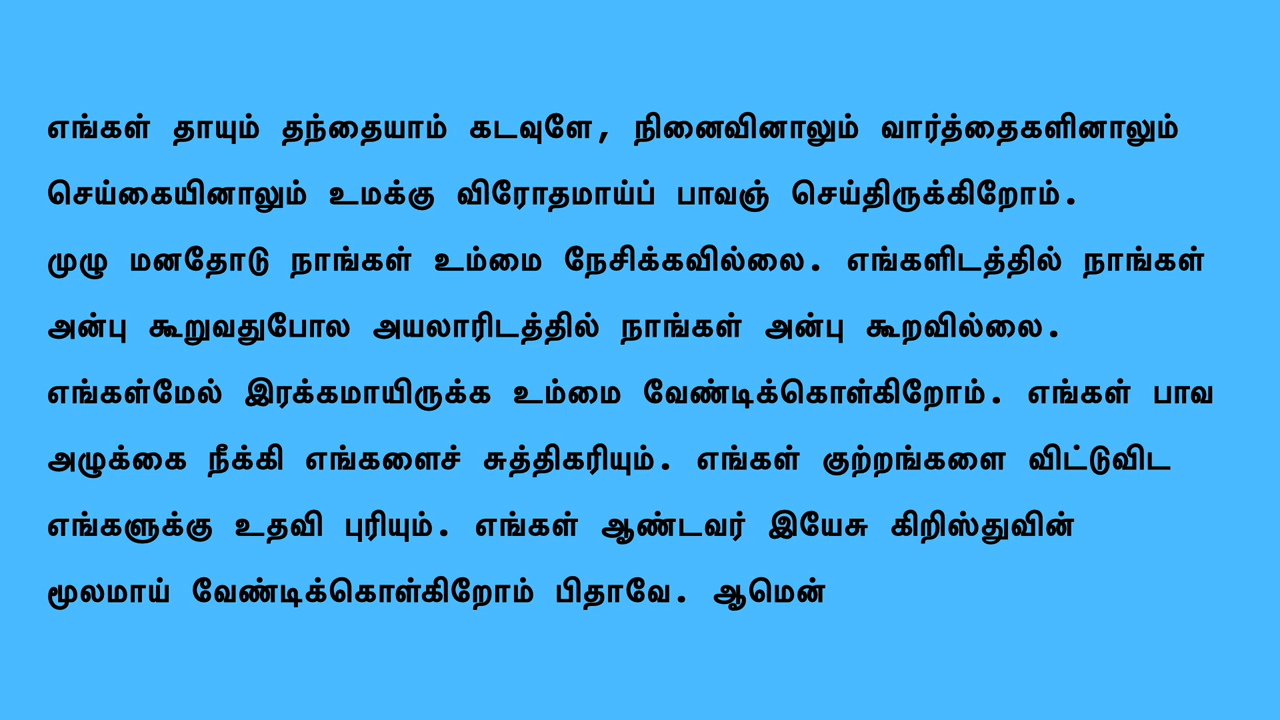 எங்கள் தாயும் தந்தையாம் கடவுளே, நினைவினாலும் வார்த்தைகளினாலும்
செய்கையினாலும் உமக்கு விரோதமாய்ப் பாவஞ் செய்திருக்கிறோம்.
முழு மனதோடு நாங்கள் உம்மை நேசிக்கவில்லை. எங்களிடத்தில் நாங்கள்
அன்பு கூறுவதுபோல அயலாரிடத்தில் நாங்கள் அன்பு கூறவில்லை.
எங்கள்மேல் இரக்கமாயிருக்க உம்மை வேண்டிக்கொள்கிறோம். எங்கள் பாவ
அழுக்கை நீக்கி எங்களைச் சுத்திகரியும். எங்கள் குற்றங்களை விட்டுவிட
எங்களுக்கு உதவி புரியும். எங்கள் ஆண்டவர் இயேசு கிறிஸ்துவின்
மூலமாய் வேண்டிக்கொள்கிறோம் பிதாவே. ஆமென்